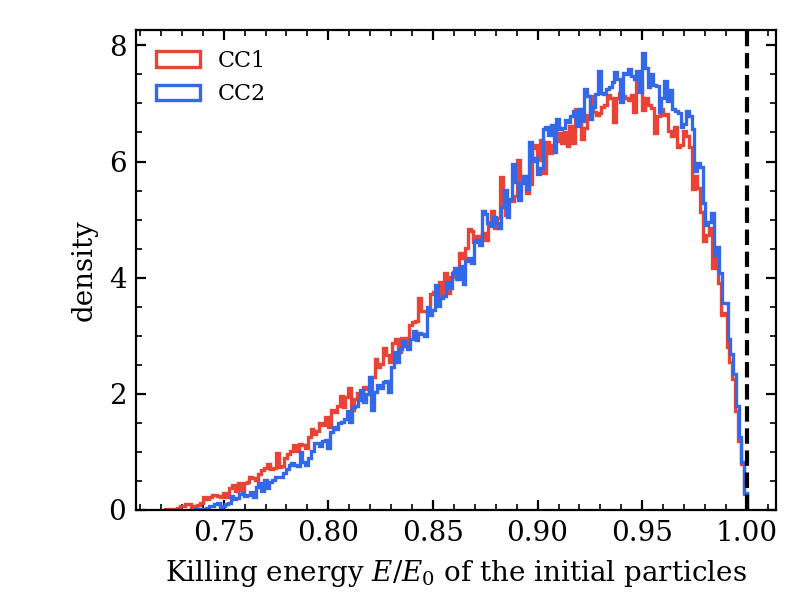 CC1
CC2
8
6
4
2
0
density
0.75 0.80 0.85 0.90 0.95 1.00
Killing energy E/E₀ of the initial particles